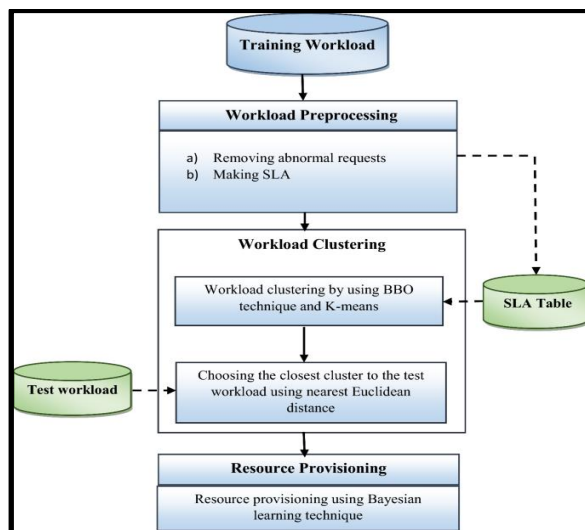 Training Workload
Workload Preprocessing
a) Removing abnormal requests
b) Making SLA
Workload Clustering
Workload clustering by using BBO
technique and K-means
SLA Table
Choosing the closest cluster to the test
workload using nearest Euclidean
distance
Test workload
Resource Provisioning
Resource provisioning using Bayesian
learning technique